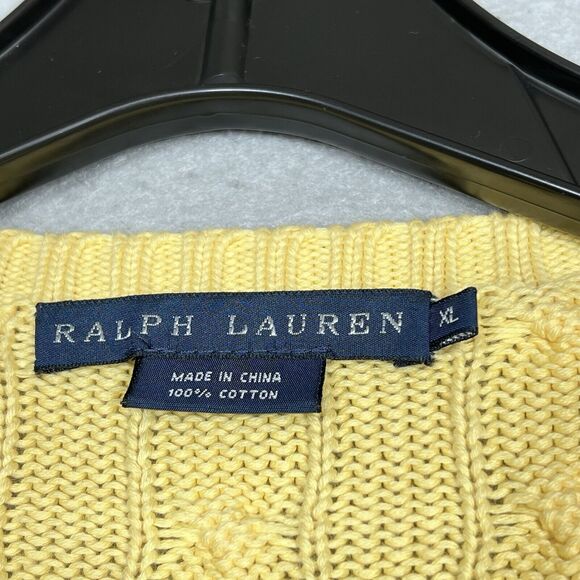 RALPH LAUREN
XL
MADE IN CHINA
100% COTTON